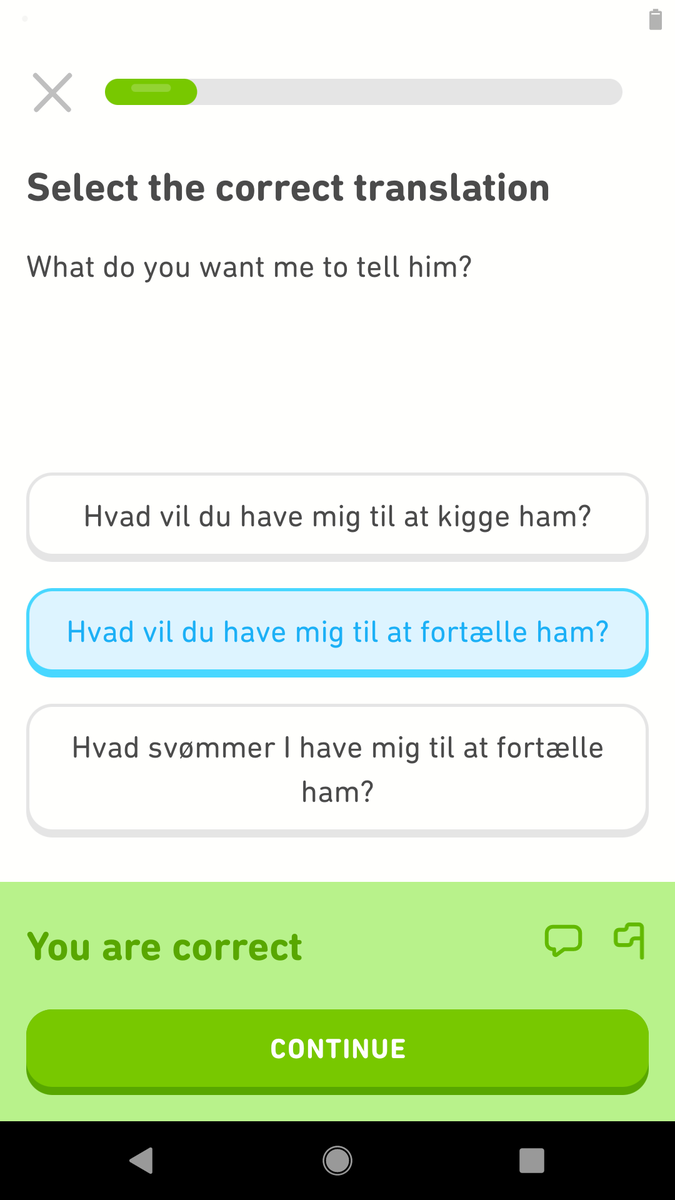 Select the correct translation
What do you want me to tell him?
Hvad vil du have mig til at kigge ham?
Hvad vil du have mig til at fortælle ham?
Hvad svømmer I have mig til at fortælle
ham?
You are correct
CONTINUE